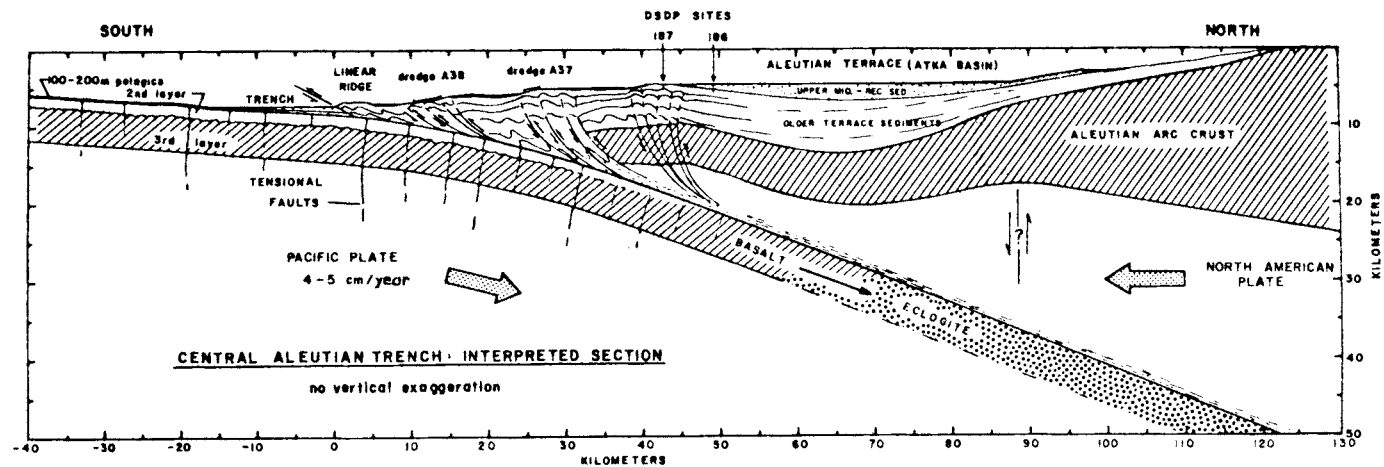 SOUTH
DSDP SITES
187 186
NORTH
100-200m pelagics
2nd layer
3rd layer
TRENCH
LINEAR
RIDGE
dredge A38
dredge A37
ALEUTIAN TERRACE (ATKA BASIN)
UPPER MIO.-REC SED
OLDER TERRACE SEDIMENTS
ALEUTIAN ARC CRUST
TENSIONAL
FAULTS
PACIFIC PLATE
4-5 cm/year
BASALT
ECLOGITE
?
NORTH AMERICAN
PLATE
CENTRAL ALEUTIAN TRENCH: INTERPRETED SECTION
no vertical exaggeration
10
20
30
40
50
KILOMETERS
-40 -30 -20 -10 0 10 20 30 40 50 60 70 80 90 100 110 120 130
KILOMETERS